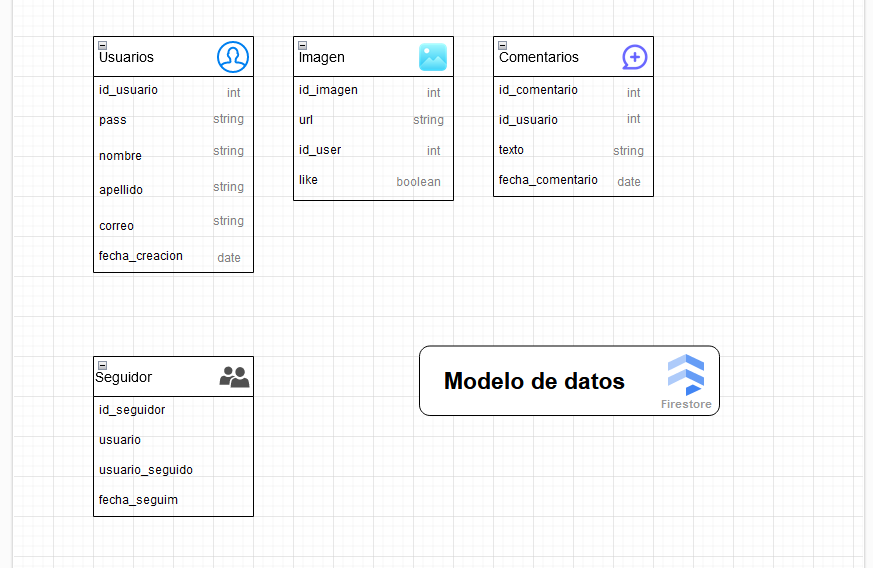 Usuarios
id_usuario int
pass string
nombre string
apellido string
correo string
fecha_creacion date
Imagen
id_imagen int
url string
id_user int
like boolean
Comentarios
id_comentario int
id_usuario int
texto string
fecha_comentario date
Seguidor
id_seguidor
usuario
usuario_seguido
fecha_seguim
Modelo de datos
Firestore